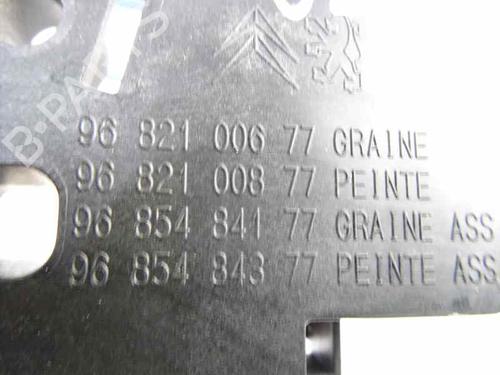 B-PARTS
96 821 006 77 GRAINE
96 821 008 77 PEINTE
96 854 841 77 GRAINE ASS
96 854 843 77 PEINTE ASS